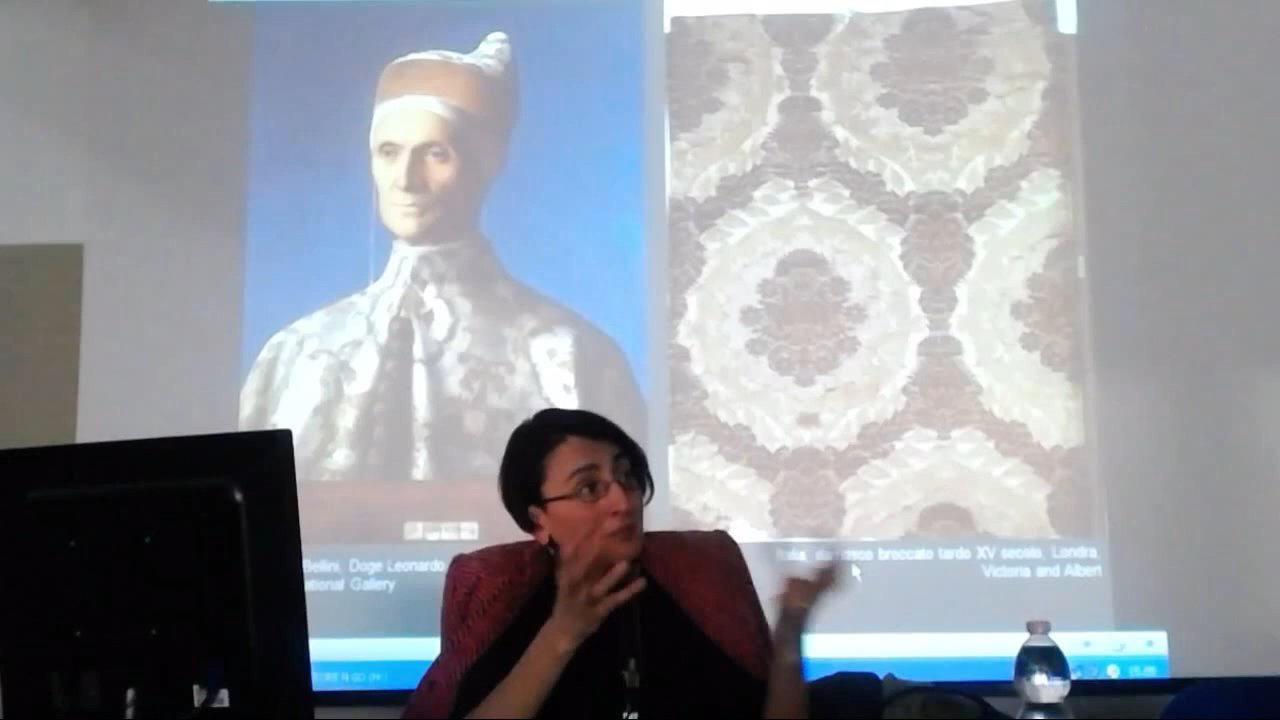 Bellini, Doge Leonardo
ational Gallery
Italia, damasco broccato tardo XV secolo, Londra,
Victoria and Albert